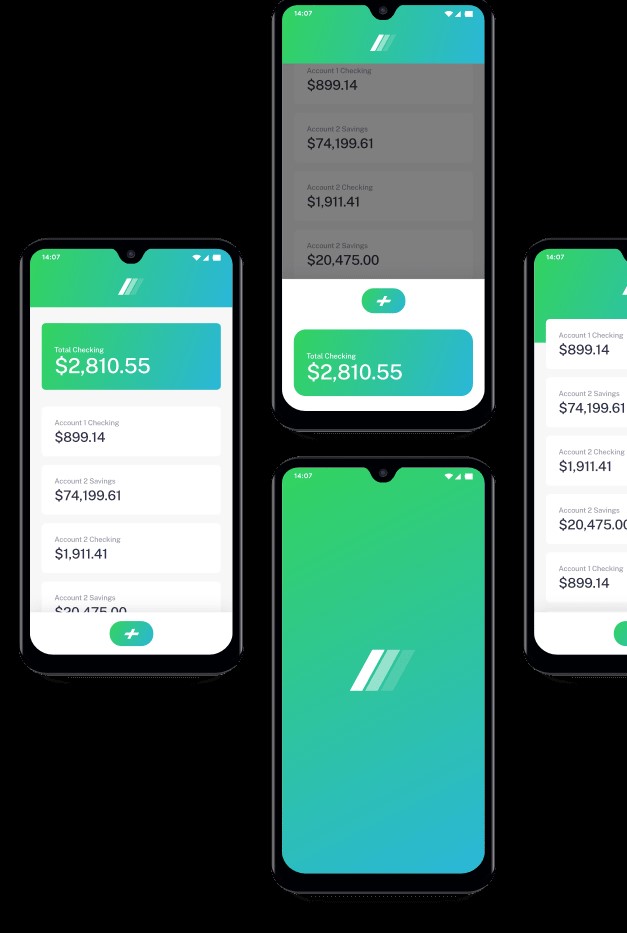 14:07
Account 1 Checking
$899.14
Account 2 Savings
$74,199.61
Account 2 Checking
$1,911.41
Account 2 Savings
$20,475.00
Total Checking
$2,810.55
14:07
Total Checking
$2,810.55
Account 1 Checking
$899.14
Account 2 Savings
$74,199.61
Account 2 Checking
$1,911.41
Account 2 Savings
$20,475.00
14:07
14:07
Account 1 Checking
$899.14
Account 2 Savings
$74,199.61
Account 2 Checking
$1,911.41
Account 2 Savings
$20,475.00
Account 1 Checking
$899.14